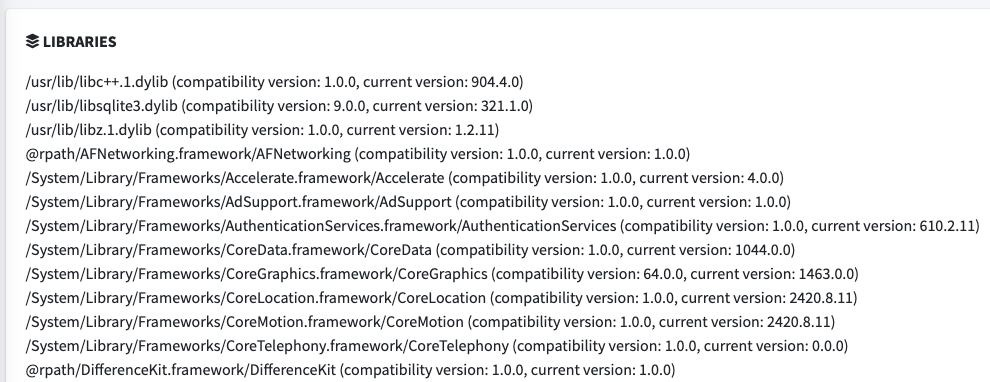 LIBRARIES
/usr/lib/libc++.1.dylib (compatibility version: 1.0.0, current version: 904.4.0)
/usr/lib/libsqlite3.dylib (compatibility version: 9.0.0, current version: 321.1.0)
/usr/lib/libz.1.dylib (compatibility version: 1.0.0, current version: 1.2.11)
@rpath/AFNetworking.framework/AFNetworking (compatibility version: 1.0.0, current version: 1.0.0)
/System/Library/Frameworks/Accelerate.framework/Accelerate (compatibility version: 1.0.0, current version: 4.0.0)
/System/Library/Frameworks/AdSupport.framework/AdSupport (compatibility version: 1.0.0, current version: 1.0.0)
/System/Library/Frameworks/AuthenticationServices.framework/AuthenticationServices (compatibility version: 1.0.0, current version: 610.2.11)
/System/Library/Frameworks/CoreData.framework/CoreData (compatibility version: 1.0.0, current version: 1044.0.0)
/System/Library/Frameworks/CoreGraphics.framework/CoreGraphics (compatibility version: 64.0.0, current version: 1463.0.0)
/System/Library/Frameworks/CoreLocation.framework/CoreLocation (compatibility version: 1.0.0, current version: 2420.8.11)
/System/Library/Frameworks/CoreMotion.framework/CoreMotion (compatibility version: 1.0.0, current version: 2420.8.11)
/System/Library/Frameworks/CoreTelephony.framework/CoreTelephony (compatibility version: 1.0.0, current version: 0.0.0)
@rpath/DifferenceKit.framework/DifferenceKit (compatibility version: 1.0.0, current version: 1.0.0)